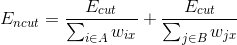 E_{ncut} = \frac{E_{cut}}{\sum_{i \in A} w_{ix}} + \frac{E_{cut}}{\sum_{j \in B} w_{jx}}